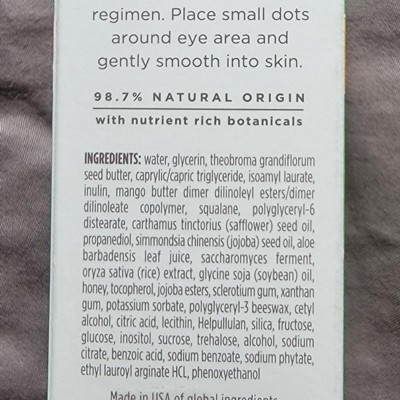 regimen. Place small dots
around eye area and
gently smooth into skin.
98.7% NATURAL ORIGIN
with nutrient rich botanicals
INGREDIENTS: water, glycerin, theobroma grandiflorum
seed butter, caprylic/capric triglyceride, isoamyl laurate,
inulin, mango butter dimer dilinoleyl esters/dimer
dilinoleate copolymer, squalane, polyglyceryl-6
distearate, carthamus tinctorius (safflower) seed oil,
propanediol, simmondsia chinensis (jojoba) seed oil, aloe
barbadensis leaf juice, saccharomyces ferment,
oryza sativa (rice) extract, glycine soja (soybean) oil,
honey, tocopherol, jojoba esters, sclerotium gum, xanthan
gum, potassium sorbate, polyglyceryl-3 beeswax, cetyl
alcohol, citric acid, lecithin, Helpullulan, silica, fructose,
glucose, inositol, sucrose, trehalose, alcohol, sodium
citrate, benzoic acid, sodium benzoate, sodium phytate,
ethyl lauroyl arginate HCL, phenoxyethanol
Made in USA of global ingredients